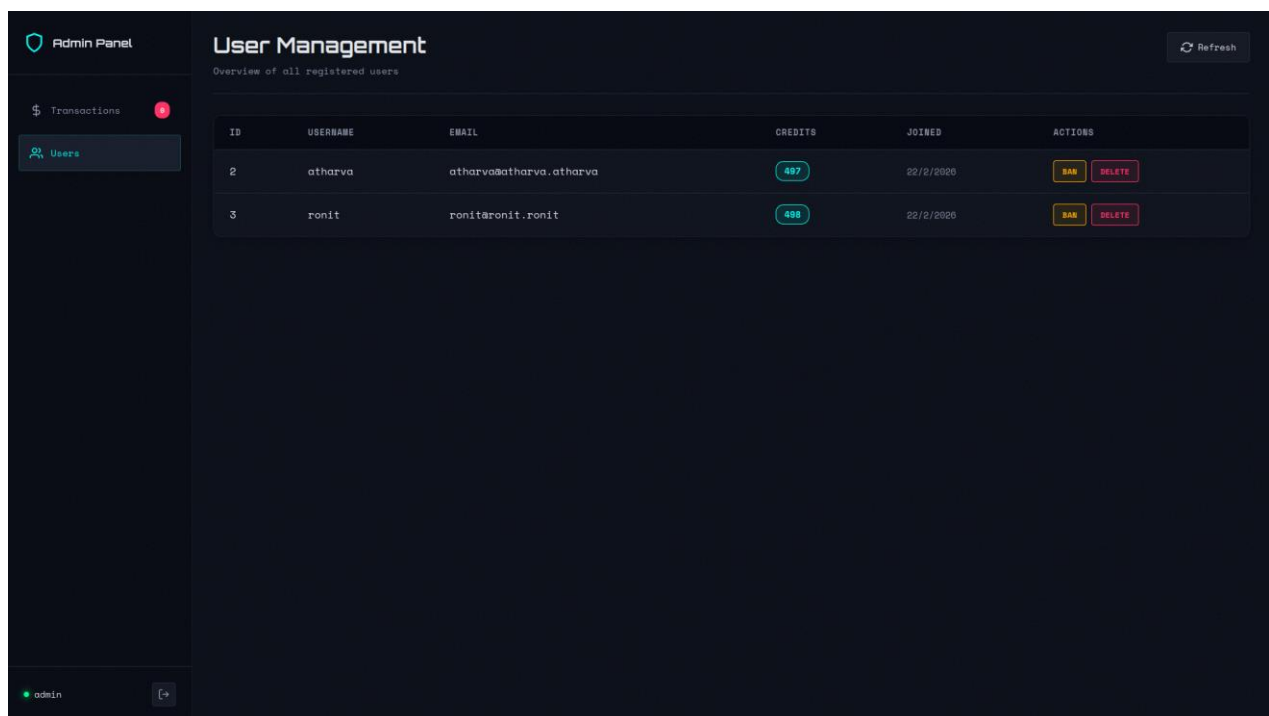 Admin Panel
User Management
Refresh
Overview of all registered users
$ Transactions 0
Users
ID USERNAME EMAIL CREDITS JOINED ACTIONS
2 atharva atharva@atharva.atharva 497 22/2/2026 BAN DELETE
3 ronit ronit@ronit.ronit 498 22/2/2026 BAN DELETE
admin